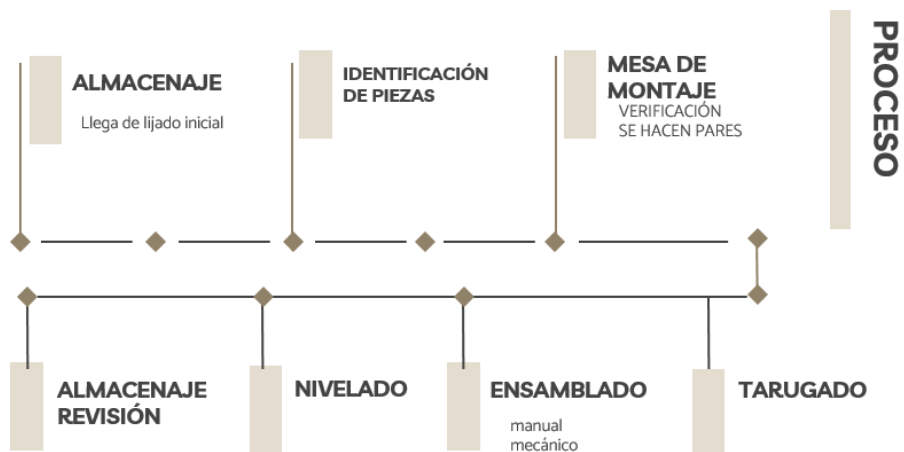 PROCESO
ALMACENAJE
Llega de lijado inicial
IDENTIFICACIÓN
DE PIEZAS
MESA DE
MONTAJE
VERIFICACIÓN
SE HACEN PARES
ALMACENAJE
REVISIÓN
NIVELADO
ENSAMBLADO
manual
mecánico
TARUGADO